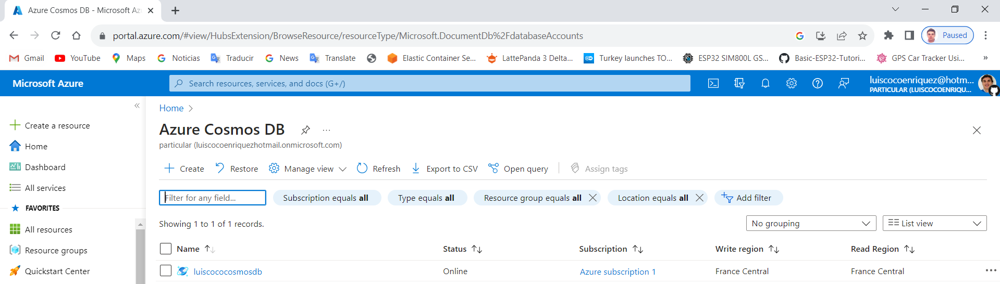 Azure Cosmos DB - Microsoft Az
portal.azure.com/#view/HubsExtension/BrowseResource/resourceType/Microsoft.DocumentDb%2FdatabaseAccounts
Paused
Gmail YouTube Maps Noticias Traducir News Translate Elastic Container Se... LattePanda 3 Delta... Turkey launches TO... ESP32 SIM800L GS... Basic-ESP32-Tutori... GPS Car Tracker Usi... »
Microsoft Azure
Search resources, services, and docs (G+/)
luiscocoenriquez@hotm...
PARTICULAR (LUISCOCOENRIQU...
«
Create a resource
Home
Dashboard
All services
FAVORITES
All resources
Resource groups
Quickstart Center
Home >
Azure Cosmos DB ...
particular (luiscocoenriquezhotmail.onmicrosoft.com)
Create Restore Manage view Refresh Export to CSV Open query Assign tags
Filter for any field... Subscription equals all Type equals all Resource group equals all Location equals all Add filter
Showing 1 to 1 of 1 records.
No grouping List view
Name Status Subscription Write region Read Region
luiscococosmosdb Online Azure subscription 1 France Central France Central ...